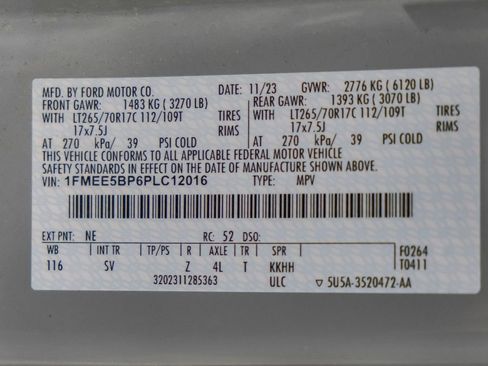 MFD. BY FORD MOTOR CO. DATE: 11/23 GVWR: 2776 KG ( 6120 LB)
FRONT GAWR: 1483 KG ( 3270 LB) REAR GAWR: 1393 KG ( 3070 LB)
WITH LT265/70R17C 112/109T TIRES WITH LT265/70R17C 112/109T TIRES
17x7.5J RIMS 17x7.5J RIMS
AT 270 kPa/ 39 PSI COLD AT 270 kPa/ 39 PSI COLD
THIS VEHICLE CONFORMS TO ALL APPLICABLE FEDERAL MOTOR VEHICLE
SAFETY STANDARDS IN EFFECT ON THE DATE OF MANUFACTURE SHOWN ABOVE.
VIN: 1FMEE5BP6PLC12016 TYPE: MPV
EXT PNT: NE RC: 52 DSO:
WB INT TR TP/PS R AXLE TR SPR F0264
116 SV Z 4L T KKHH T0411
3202311285363 ULC ▽ 5U5A-3520472-AA